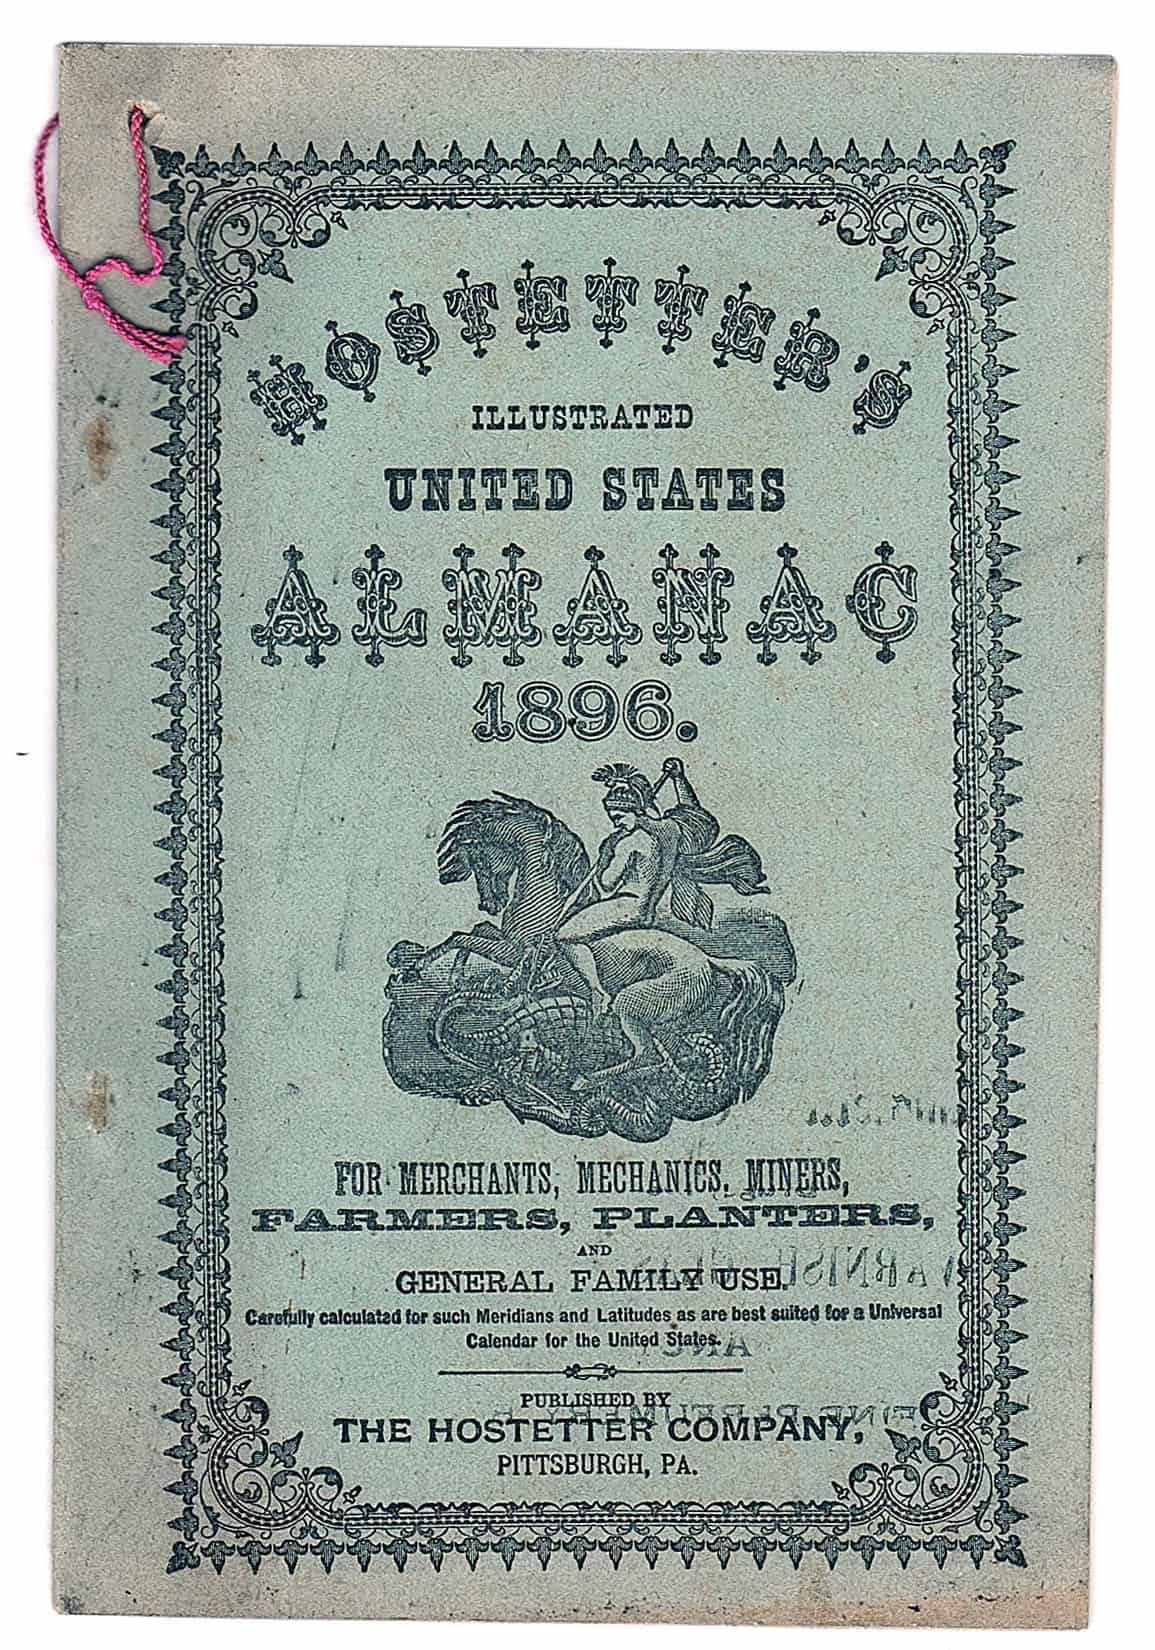 HOSTETTER'S
ILLUSTRATED
UNITED STATES
ALMANAC
1896.
FOR MERCHANTS, MECHANICS. MINERS,
FARMERS, PLANTERS,
AND
GENERAL FAMILY USE.
Carefully calculated for such Meridians and Latitudes as are best suited for a Universal
Calendar for the United States.
PUBLISHED BY
THE HOSTETTER COMPANY,
PITTSBURGH, PA.